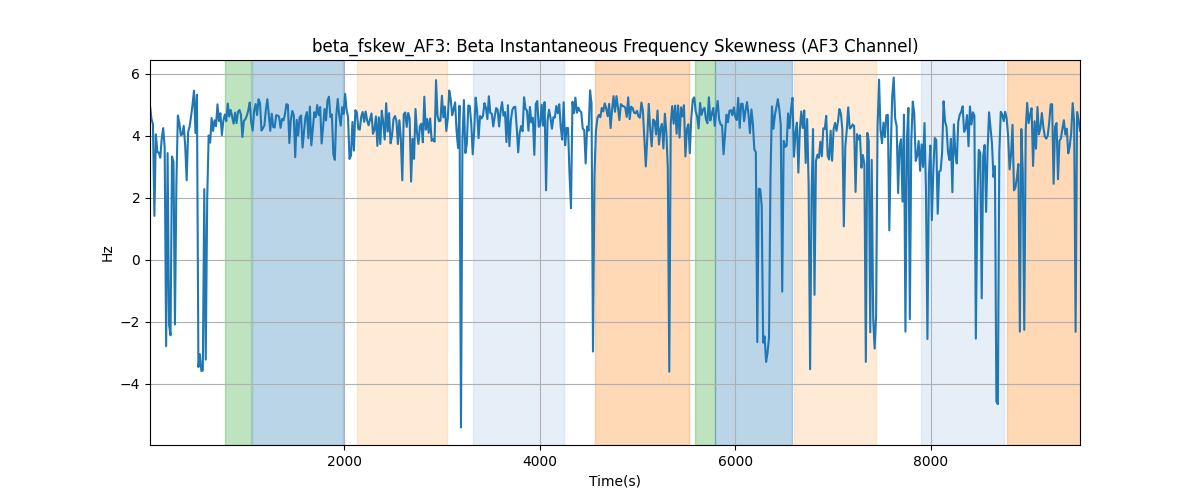 beta_fskew_AF3: Beta Instantaneous Frequency Skewness (AF3 Channel)
6
4
2
0
−2
−4
Hz
2000 4000 6000 8000
Time(s)